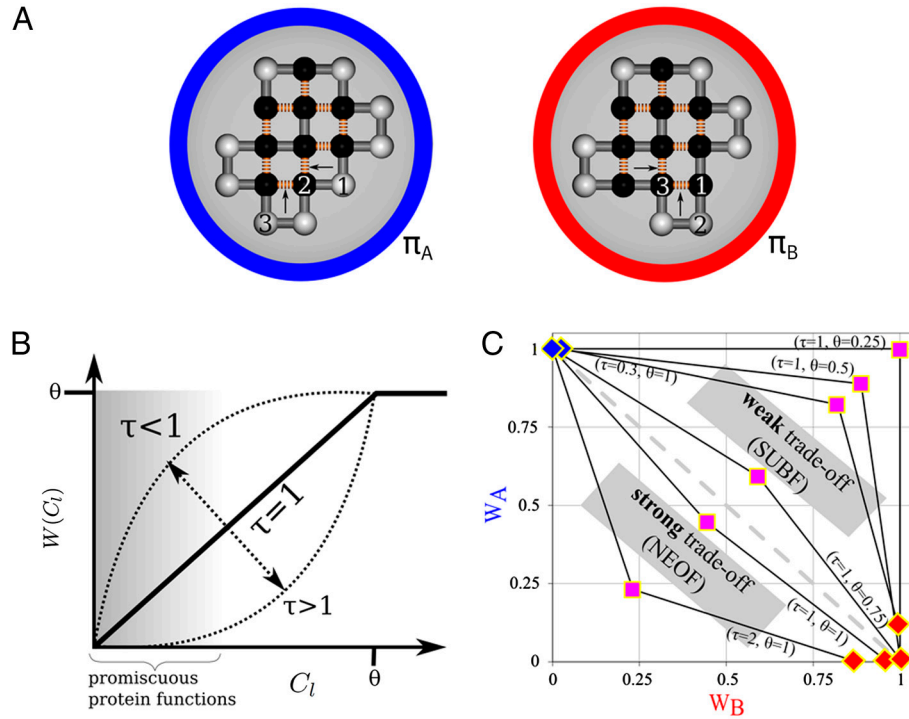 A
2
1
3
π_A
3
1
2
π_B
B
θ
τ<1
τ=1
τ>1
W(C_l)
promiscuous
protein functions
C_l
θ
C
1
0.75
0.5
0.25
0
W_A
(τ=1, θ=0.25)
(τ=1, θ=0.5)
(τ=0.3, θ=1)
weak trade-off
(SUBF)
strong trade-off
(NEOF)
(τ=1, θ=0.75)
(τ=1, θ=1)
(τ=2, θ=1)
0
0.25
0.5
0.75
1
W_B